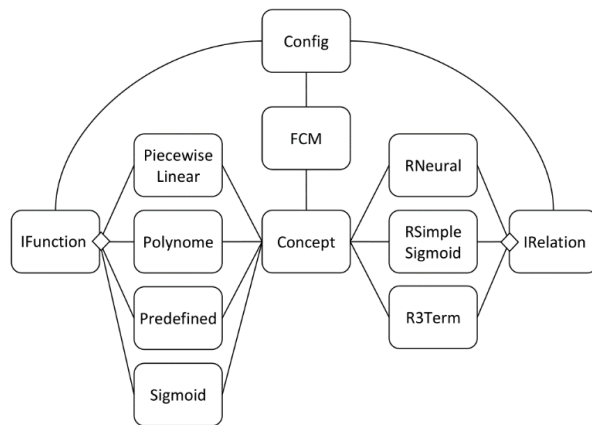 Config
FCM
Piecewise
Linear
RNeural
IFunction
Polynome
Concept
RSimple
Sigmoid
IRelation
Predefined
R3Term
Sigmoid